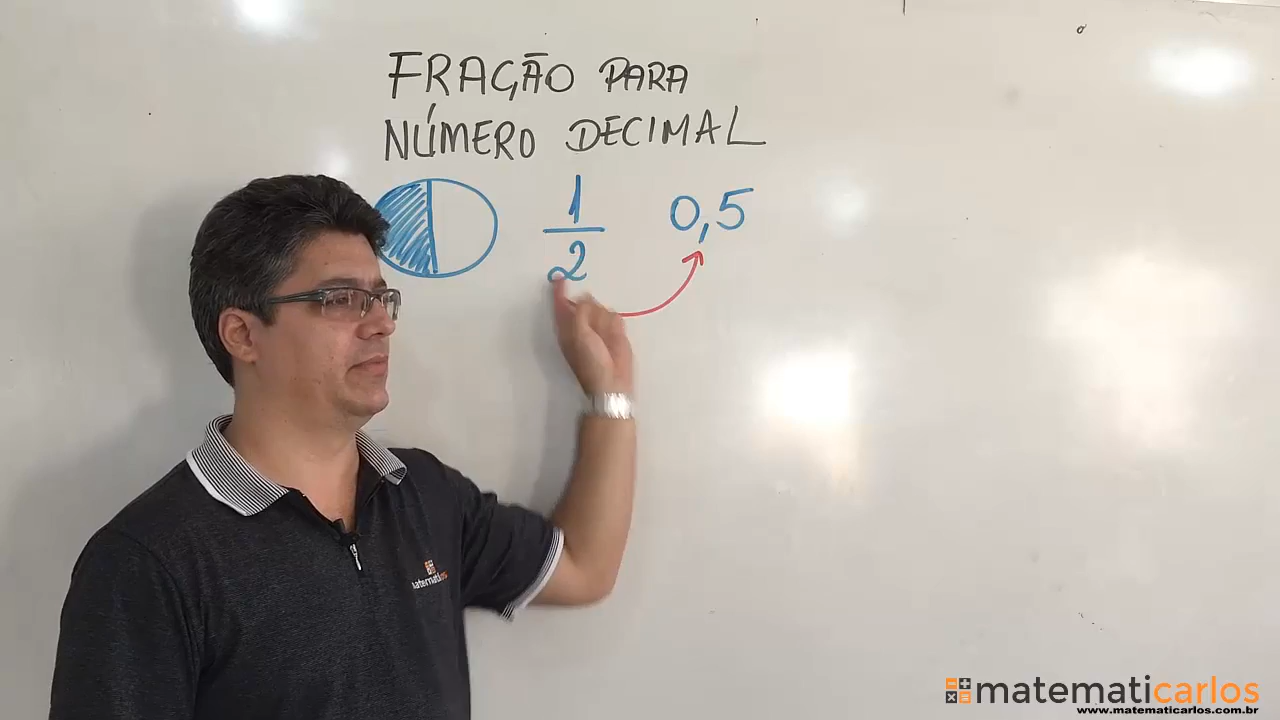 FRAÇÃO PARA
NÚMERO DECIMAL
1
2
0,5
matematicarlos
www.matematicarlos.com.br